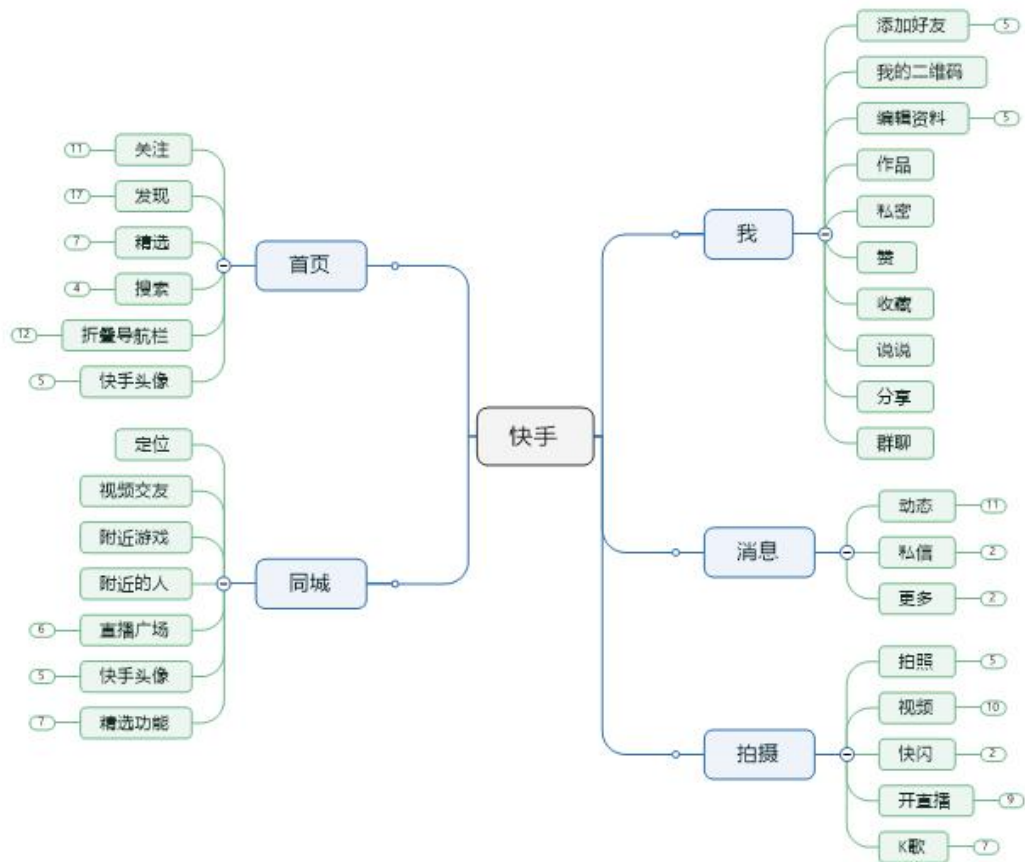 快手
首页
关注
11
发现
17
精选
7
搜索
4
折叠导航栏
12
快手头像
5
同城
定位
视频交友
附近游戏
附近的人
直播广场
6
快手头像
5
精选功能
7
我
添加好友
5
我的二维码
编辑资料
5
作品
私密
赞
收藏
说说
分享
群聊
消息
动态
11
私信
2
更多
2
拍摄
拍照
5
视频
10
快闪
2
开直播
9
K歌
7